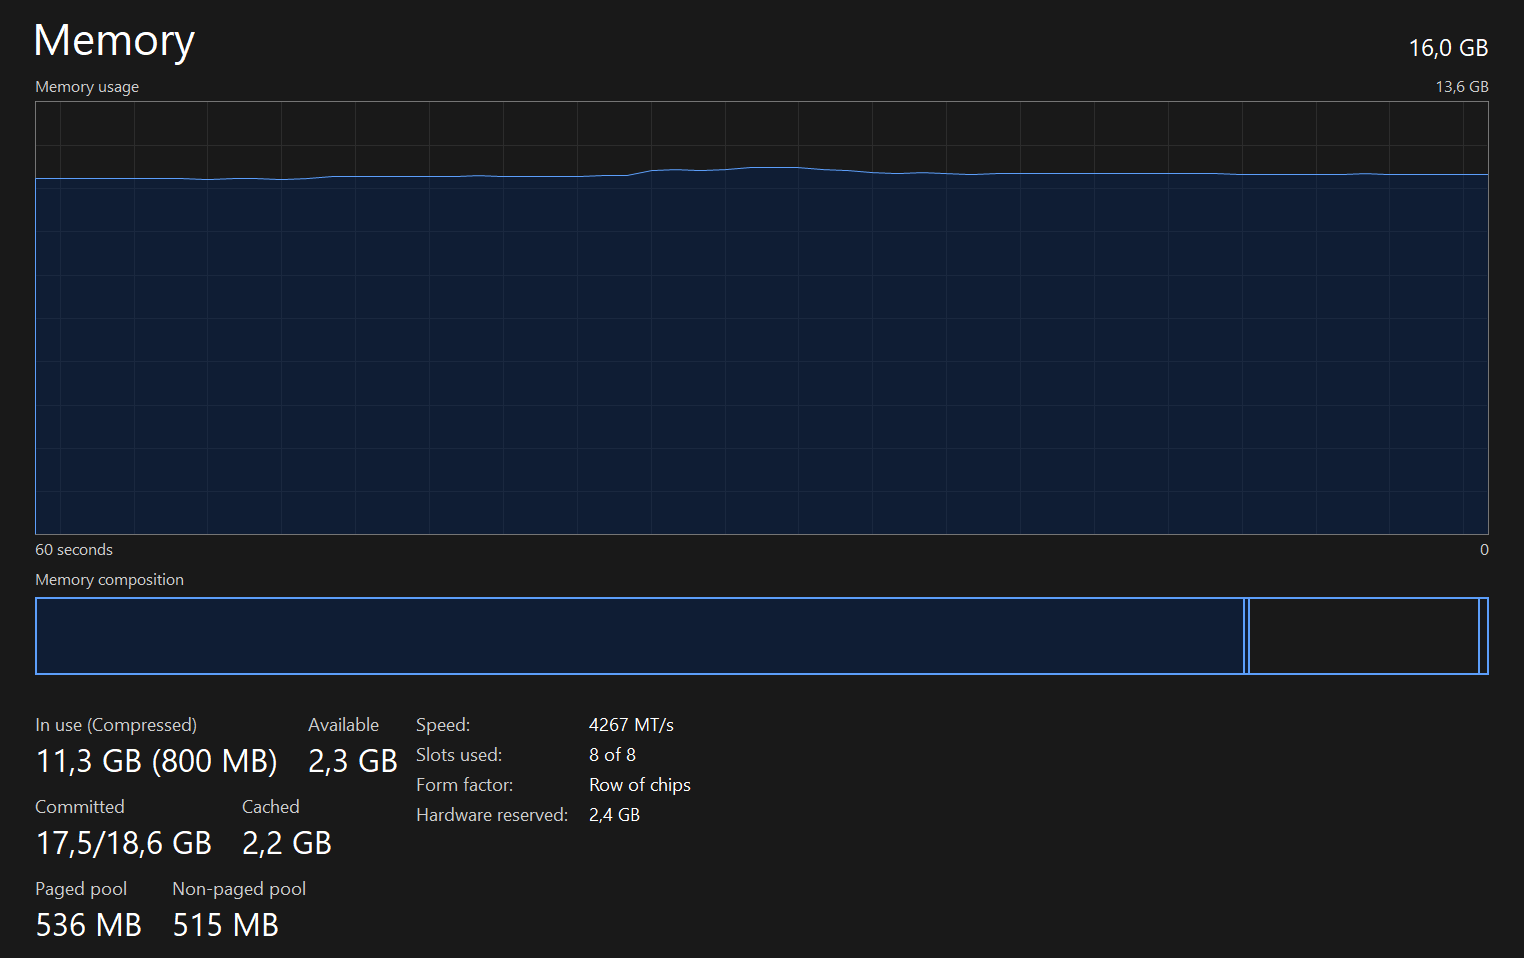 Memory
16,0 GB
Memory usage
13,6 GB
60 seconds
0
Memory composition
In use (Compressed)
Available
11,3 GB (800 MB)
2,3 GB
Committed
Cached
17,5/18,6 GB
2,2 GB
Paged pool
Non-paged pool
536 MB
515 MB
Speed:
4267 MT/s
Slots used:
8 of 8
Form factor:
Row of chips
Hardware reserved:
2,4 GB